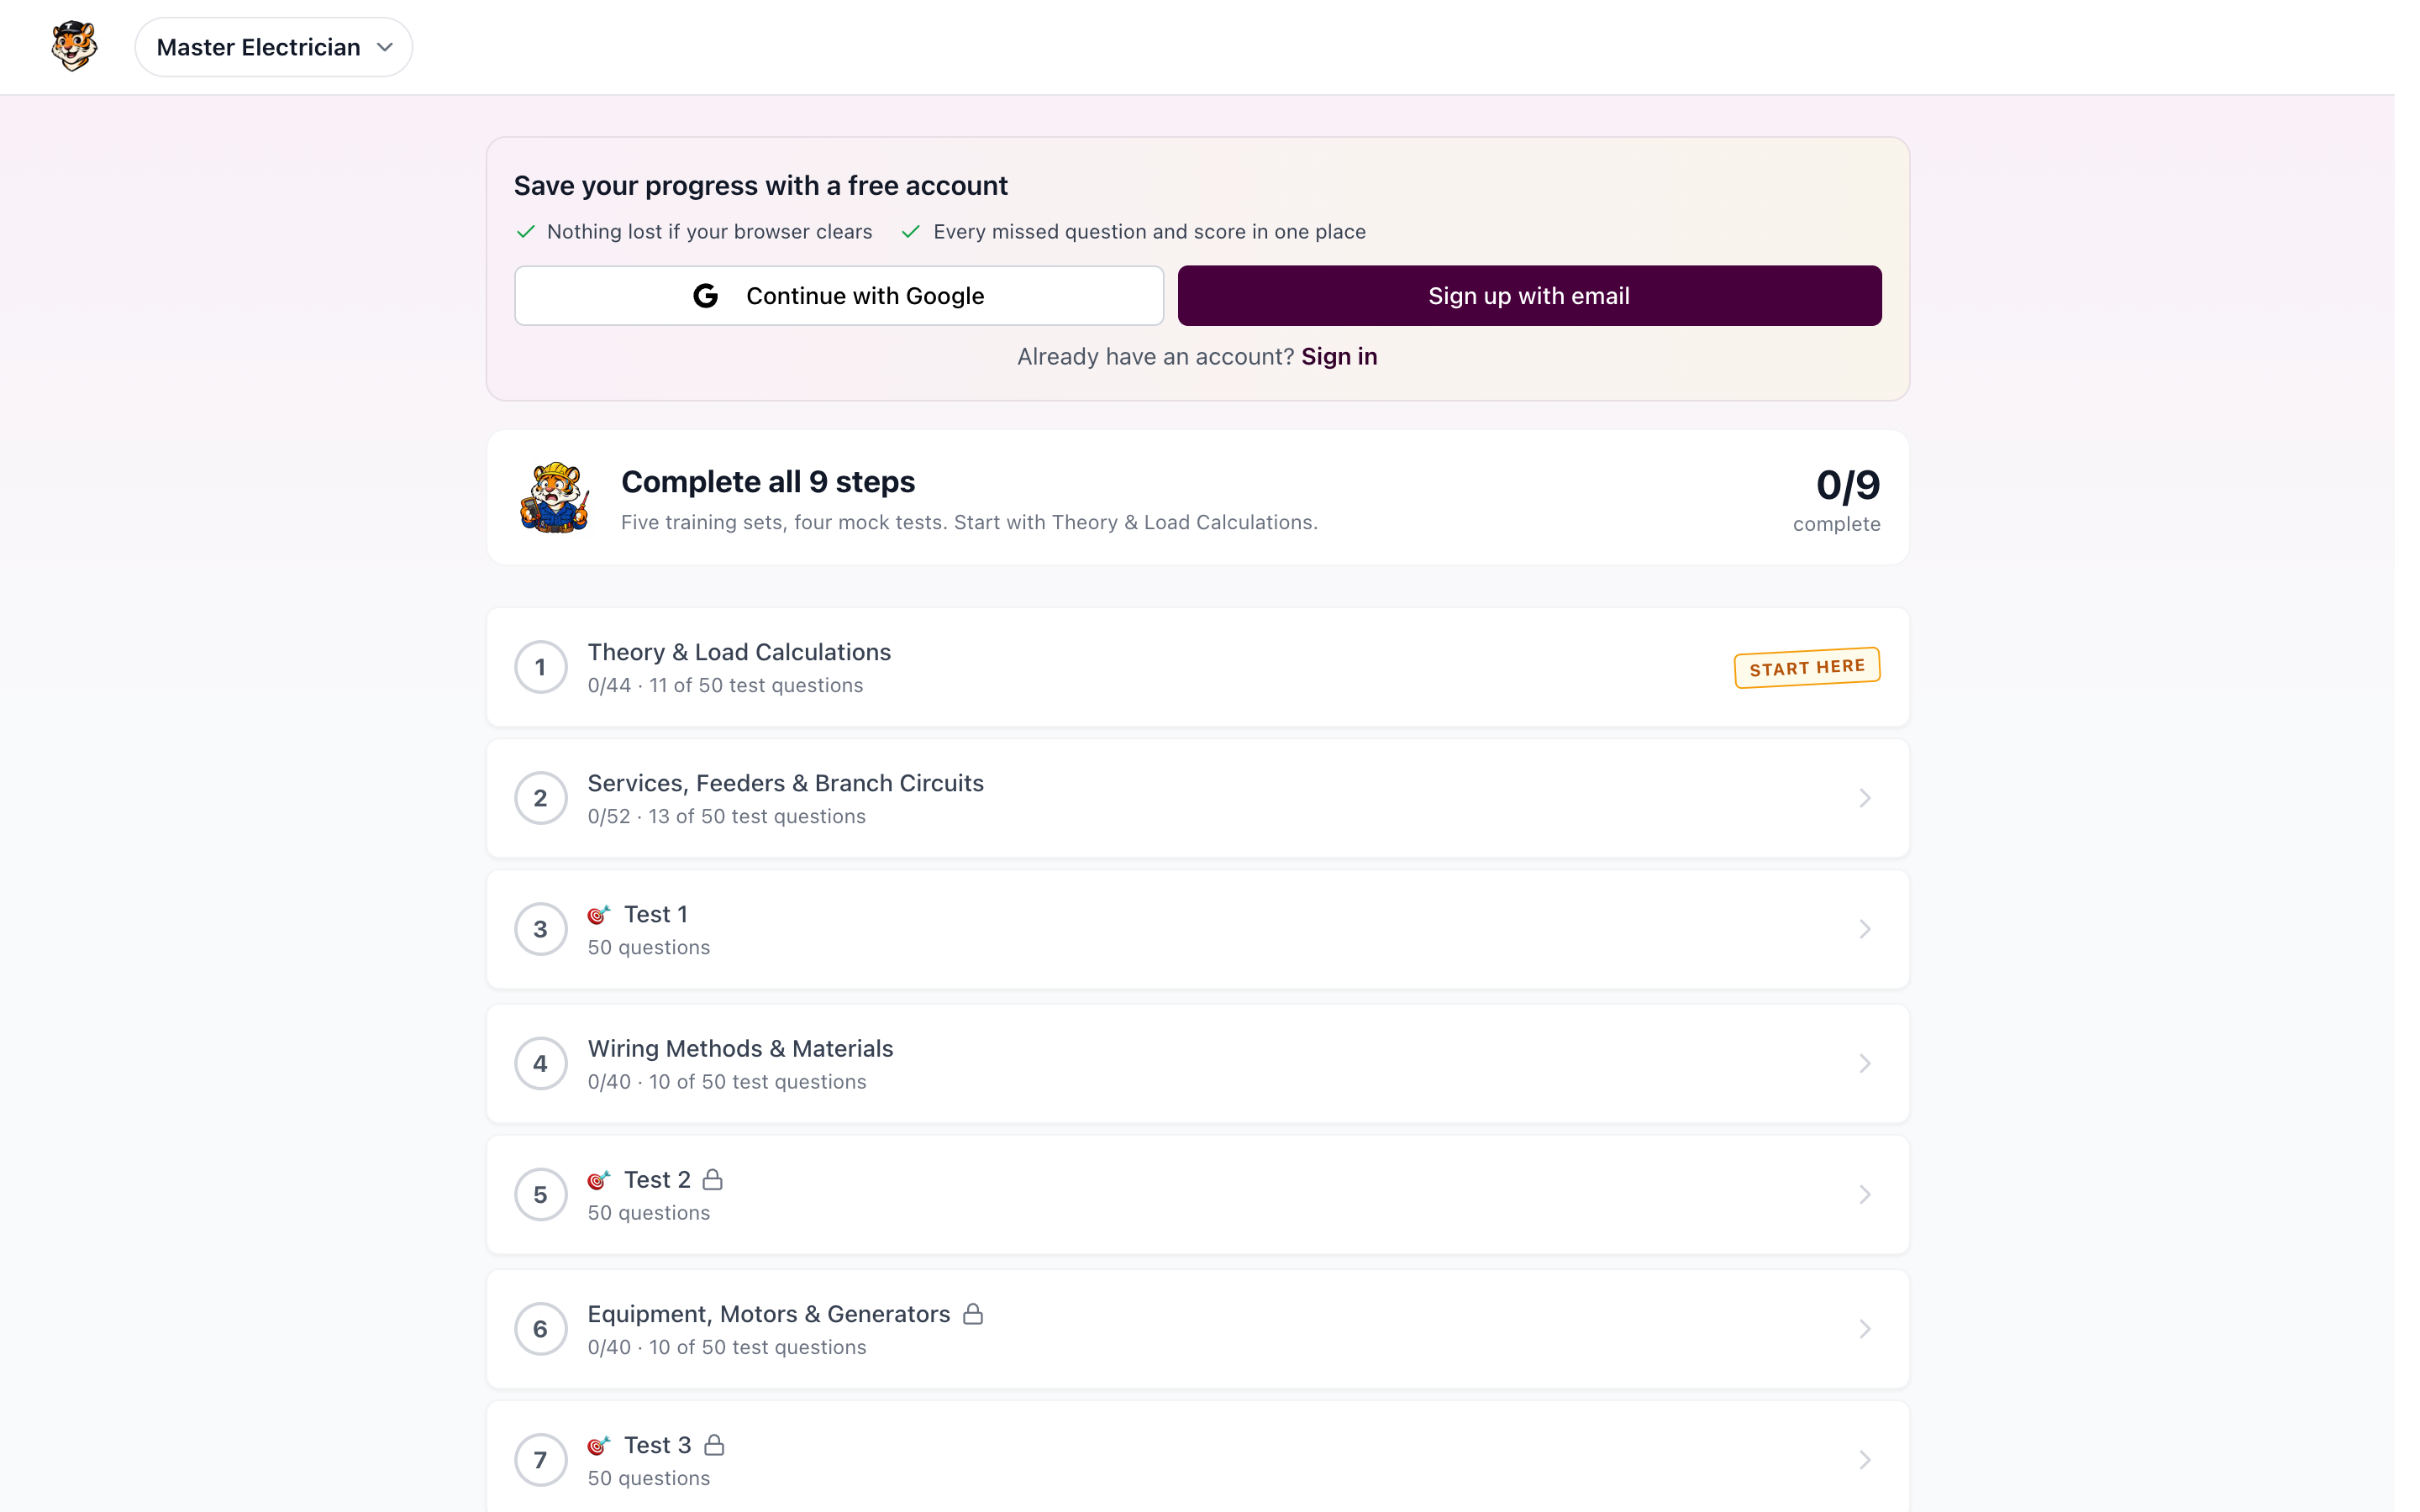 Master Electrician
Save your progress with a free account
Nothing lost if your browser clears
Every missed question and score in one place
Continue with Google
Sign up with email
Already have an account? Sign in
Complete all 9 steps
Five training sets, four mock tests. Start with Theory & Load Calculations.
0/9
complete
1
Theory & Load Calculations
0/44 · 11 of 50 test questions
START HERE
2
Services, Feeders & Branch Circuits
0/52 · 13 of 50 test questions
3
Test 1
50 questions
4
Wiring Methods & Materials
0/40 · 10 of 50 test questions
5
Test 2
50 questions
6
Equipment, Motors & Generators
0/40 · 10 of 50 test questions
7
Test 3
50 questions